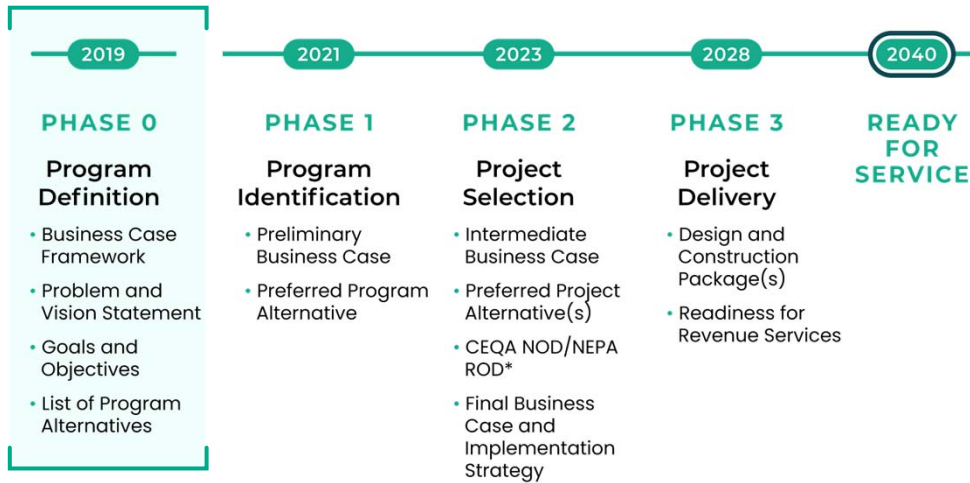 2019
PHASE 0
Program
Definition
• Business Case
Framework
• Problem and
Vision Statement
• Goals and
Objectives
• List of Program
Alternatives
2021
PHASE 1
Program
Identification
• Preliminary
Business Case
• Preferred Program
Alternative
2023
PHASE 2
Project
Selection
• Intermediate
Business Case
• Preferred Project
Alternative(s)
• CEQA NOD/NEPA
ROD*
• Final Business
Case and
Implementation
Strategy
2028
PHASE 3
Project
Delivery
• Design and
Construction
Package(s)
• Readiness for
Revenue Services
2040
READY
FOR
SERVICE